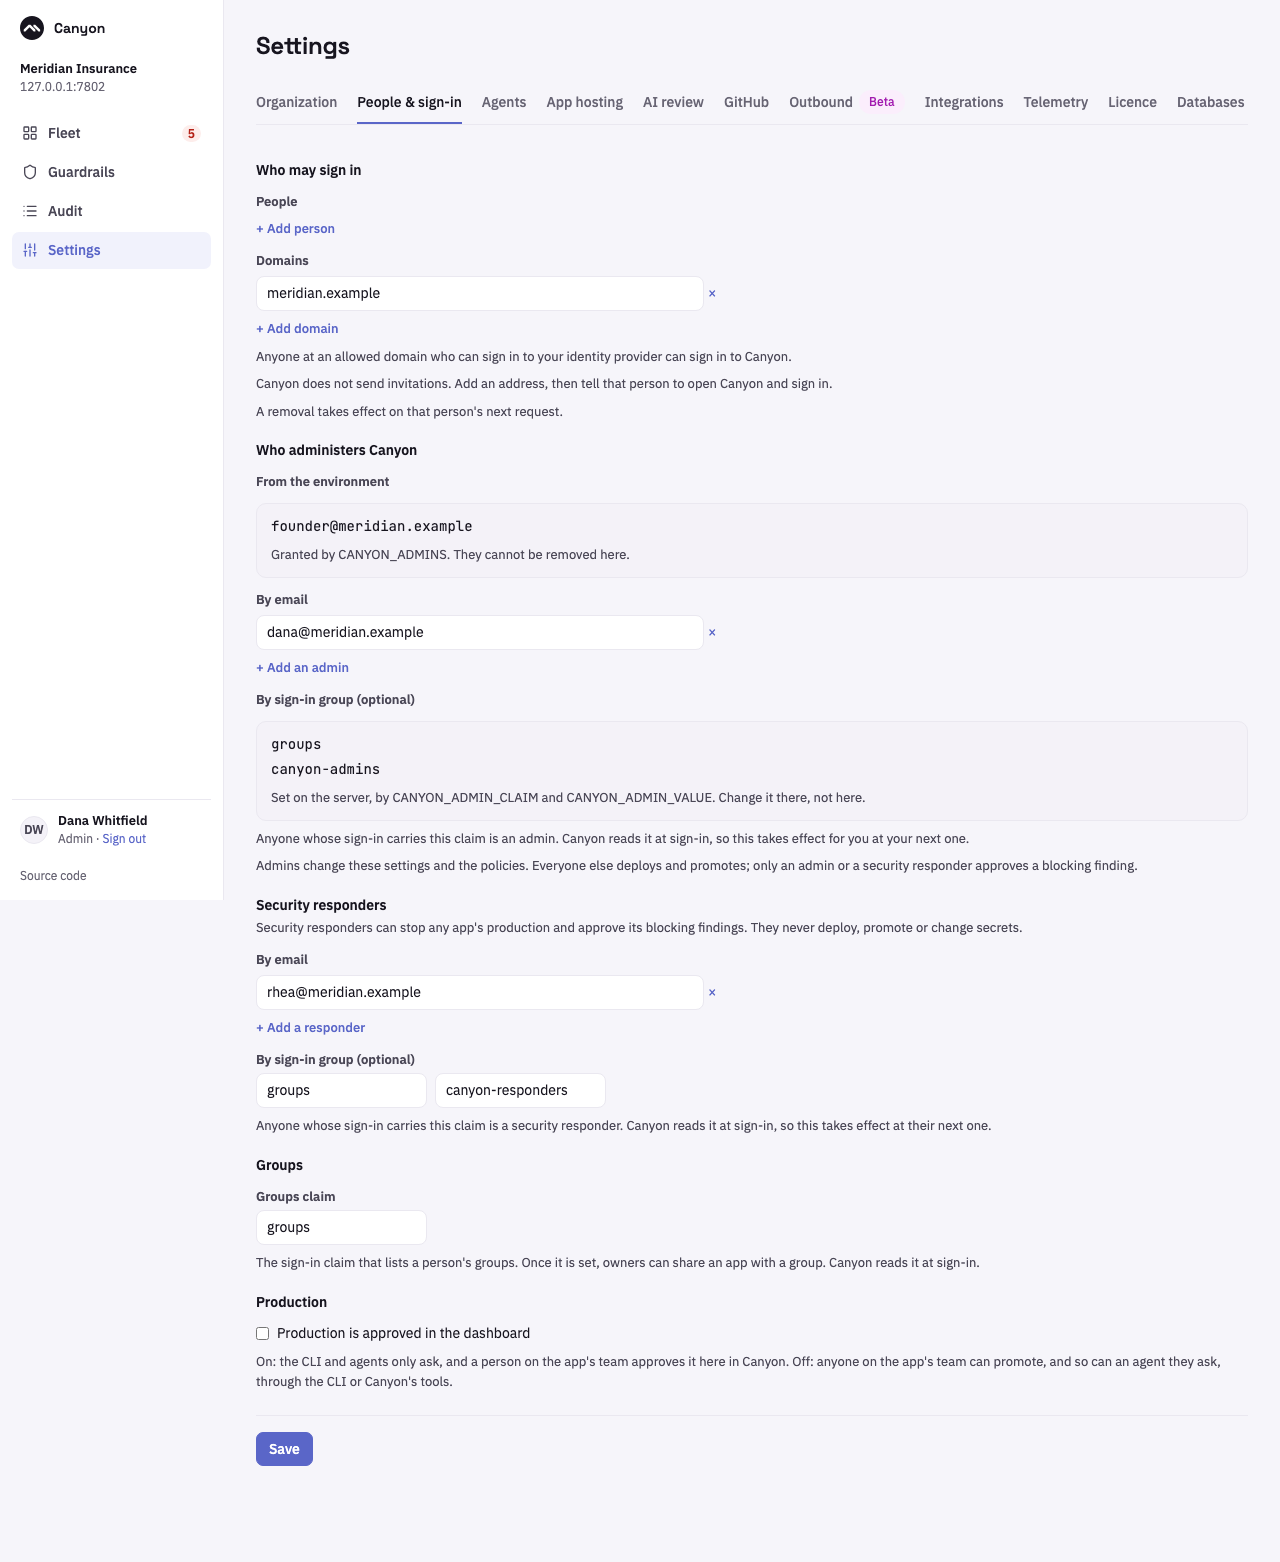 Canyon
Meridian Insurance
127.0.0.1:7802
Fleet 5
Guardrails
Audit
Settings
DW
Dana Whitfield
Admin · Sign out
Source code
Settings
Organization People & sign-in Agents App hosting AI review GitHub Outbound Beta Integrations Telemetry Licence Databases
Who may sign in
People
+ Add person
Domains
meridian.example ×
+ Add domain
Anyone at an allowed domain who can sign in to your identity provider can sign in to Canyon.
Canyon does not send invitations. Add an address, then tell that person to open Canyon and sign in.
A removal takes effect on that person's next request.
Who administers Canyon
From the environment
founder@meridian.example
Granted by CANYON_ADMINS. They cannot be removed here.
By email
dana@meridian.example ×
+ Add an admin
By sign-in group (optional)
groups
canyon-admins
Set on the server, by CANYON_ADMIN_CLAIM and CANYON_ADMIN_VALUE. Change it there, not here.
Anyone whose sign-in carries this claim is an admin. Canyon reads it at sign-in, so this takes effect for you at your next one.
Admins change these settings and the policies. Everyone else deploys and promotes; only an admin or a security responder approves a blocking finding.
Security responders
Security responders can stop any app's production and approve its blocking findings. They never deploy, promote or change secrets.
By email
rhea@meridian.example ×
+ Add a responder
By sign-in group (optional)
groups canyon-responders
Anyone whose sign-in carries this claim is a security responder. Canyon reads it at sign-in, so this takes effect at their next one.
Groups
Groups claim
groups
The sign-in claim that lists a person's groups. Once it is set, owners can share an app with a group. Canyon reads it at sign-in.
Production
Production is approved in the dashboard
On: the CLI and agents only ask, and a person on the app's team approves it here in Canyon. Off: anyone on the app's team can promote, and so can an agent they ask,
through the CLI or Canyon's tools.
Save